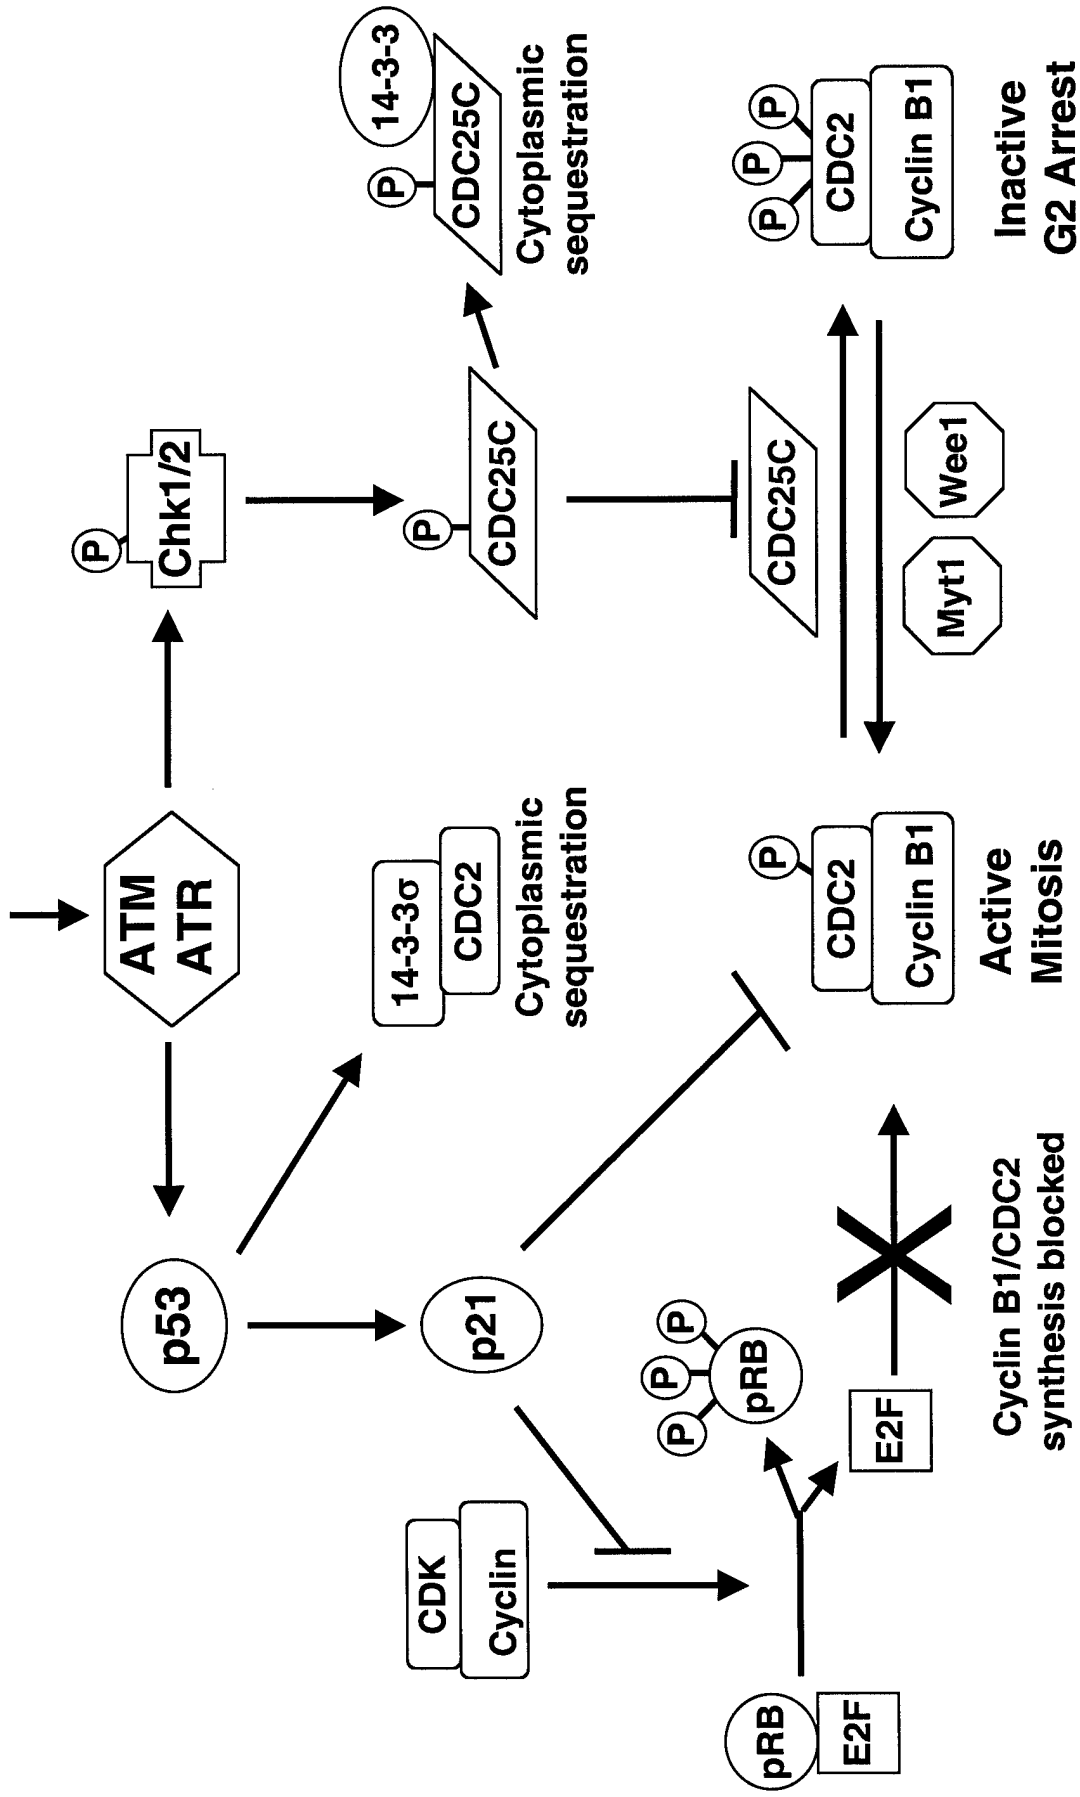 P
ATM
ATR
p53
Chk1/2
14-3-3
P
P
CDK
Cyclin
p21
14-3-3σ
CDC2
CDC25C
CDC25C
Cytoplasmic
sequestration
Cytoplasmic
sequestration
P
P
P
pRB
P
P
P
P
pRB
E2F
E2F
CDC2
Cyclin B1
CDC25C
CDC2
Cyclin B1
Myt1
Wee1
Cyclin B1/CDC2
synthesis blocked
Active
Mitosis
Inactive
G2 Arrest